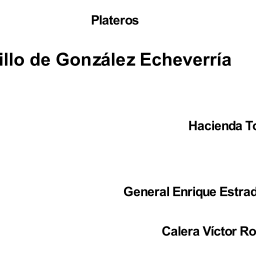 Plateros
illo de González Echeverría
Hacienda To
General Enrique Estrad
Calera Víctor Ro